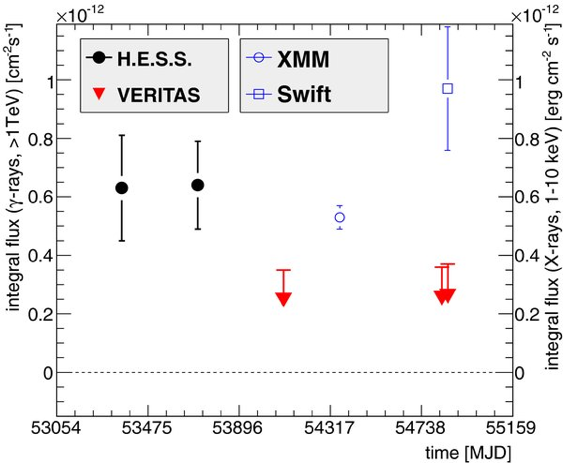 ×10⁻¹² ×10⁻¹²
H.E.S.S. XMM
VERITAS Swift
integral flux (γ-rays, >1TeV) [cm⁻²s⁻¹]
1
0.8
0.6
0.4
0.2
0
integral flux (X-rays, 1-10 keV) [erg cm⁻² s⁻¹]
1
0.8
0.6
0.4
0.2
0
53054 53475 53896 54317 54738 55159
time [MJD]